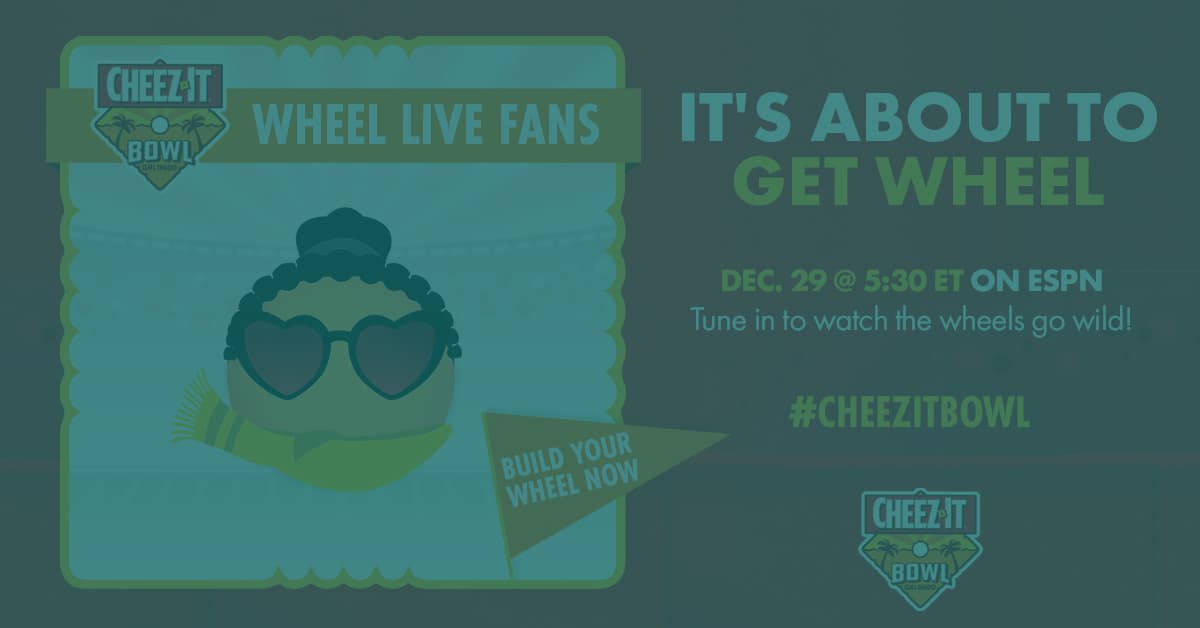 CHEEZ-IT
BOWL
WHEEL LIVE FANS
BUILD YOUR
WHEEL NOW
IT'S ABOUT TO
GET WHEEL
DEC. 29 @ 5:30 ET ON ESPN
Tune in to watch the wheels go wild!
#CHEEZITBOWL
CHEEZ-IT
BOWL